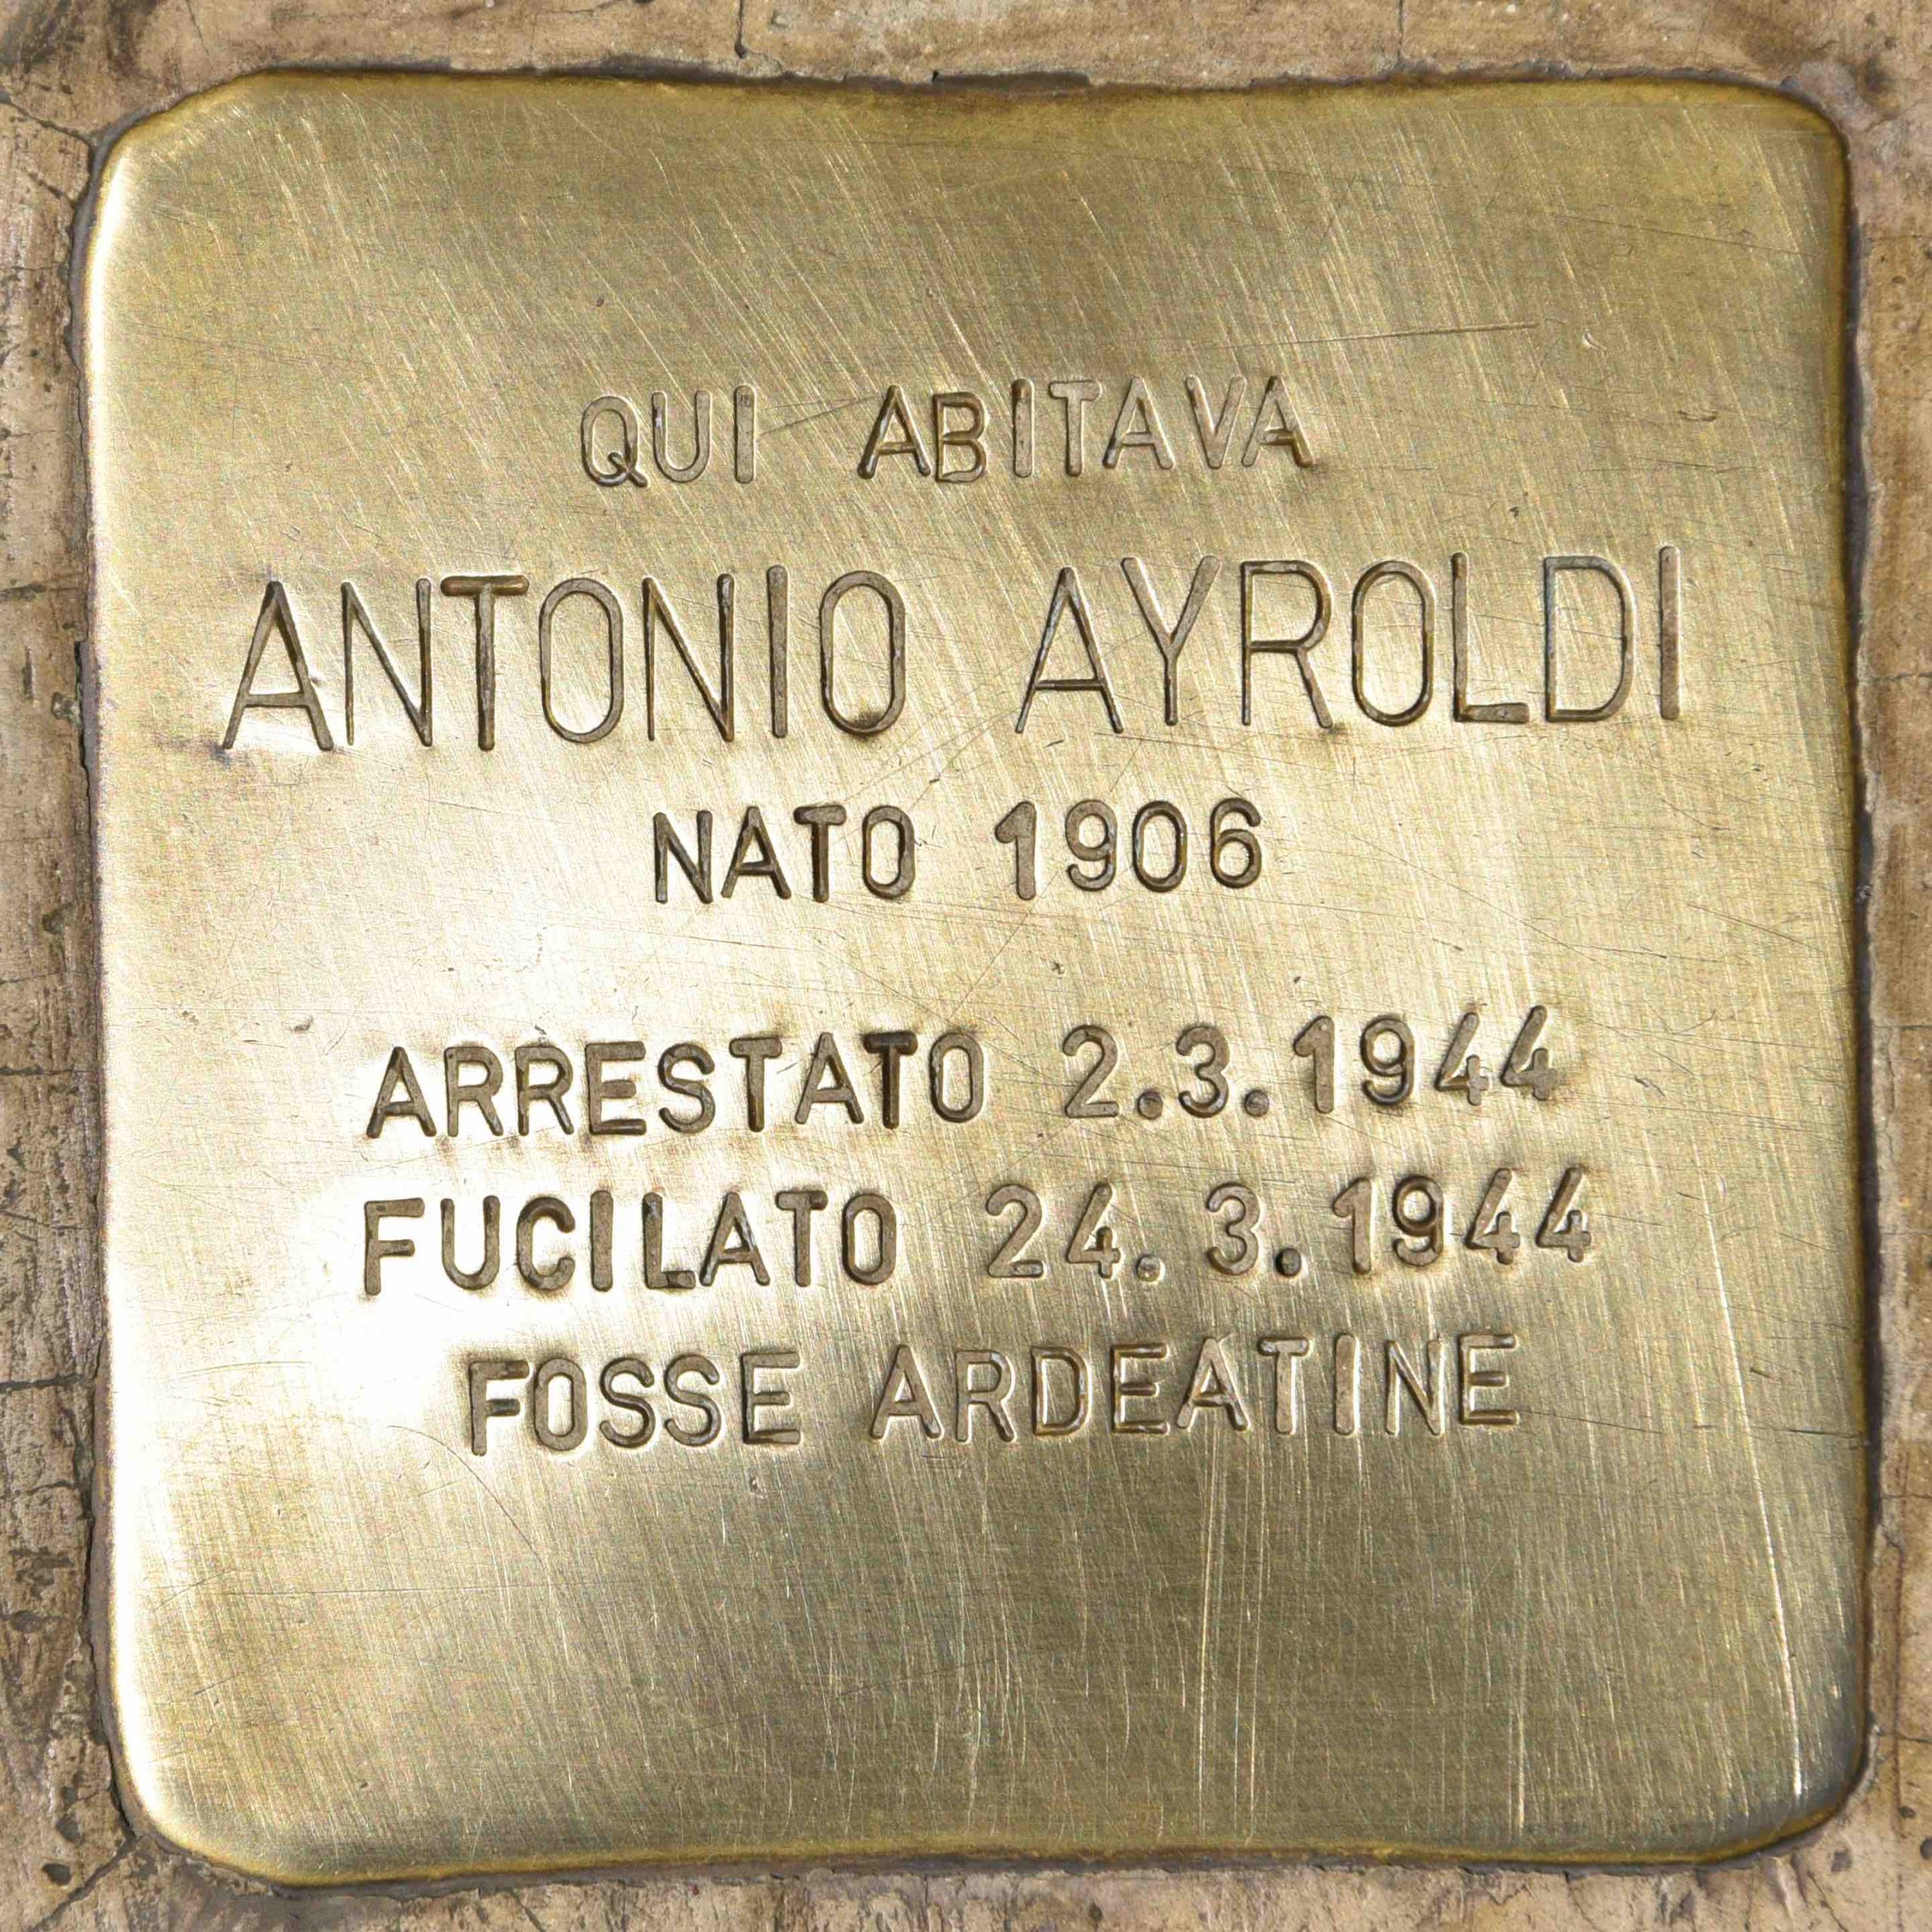 QUI ABITAVA
ANTONIO AYROLDI
NATO 1906
ARRESTATO 2.3.1944
FUCILATO 24.3.1944
FOSSE ARDEATINE